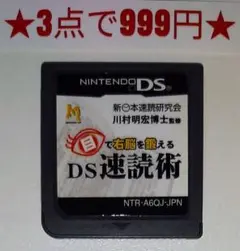 ★3点で999円★
NINTENDO DS
新日本速読研究会
川村明宏博士監修
目で右脳を鍛える
DS 速読術
NTR-A6QJ-JPN